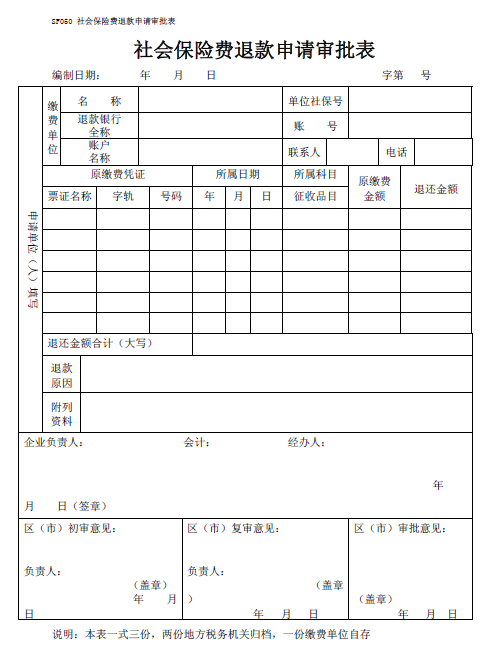 SF050 社会保险费退款申请审批表
社会保险费退款申请审批表
编制日期： 年 月 日 字第 号
申请单位（人）填写
缴费单位
名 称 单位社保号
退款银行全称 账 号
账户名称 联系人 电话
原缴费凭证 所属日期 所属科目 原缴费金额 退还金额
票证名称 字轨 号码 年 月 日 征收品目
退还金额合计（大写）
退款原因
附列资料
企业负责人： 会计： 经办人：
年
月 日（签章）
区（市）初审意见： 区（市）复审意见： 区（市）审批意见：
负责人： 负责人：
（盖章） （盖章） （盖章）
年 月 日 年 月 日 年 月 日
说明：本表一式三份，两份地方税务机关归档，一份缴费单位自存